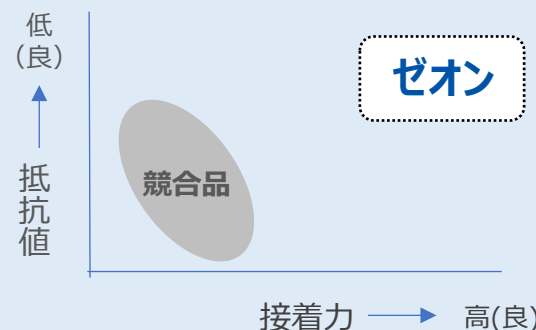 低
（良）
ゼオン
競合品
抵抗値
接着力
高(良)